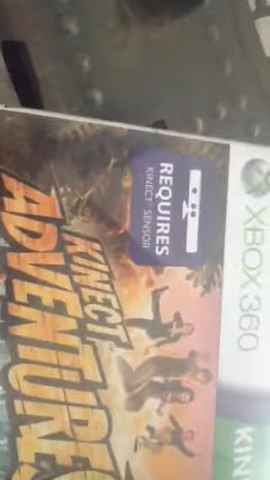 XBOX 360
KIN
REQUIRES
KINECT SENSOR
KINECT
ADVENTURES